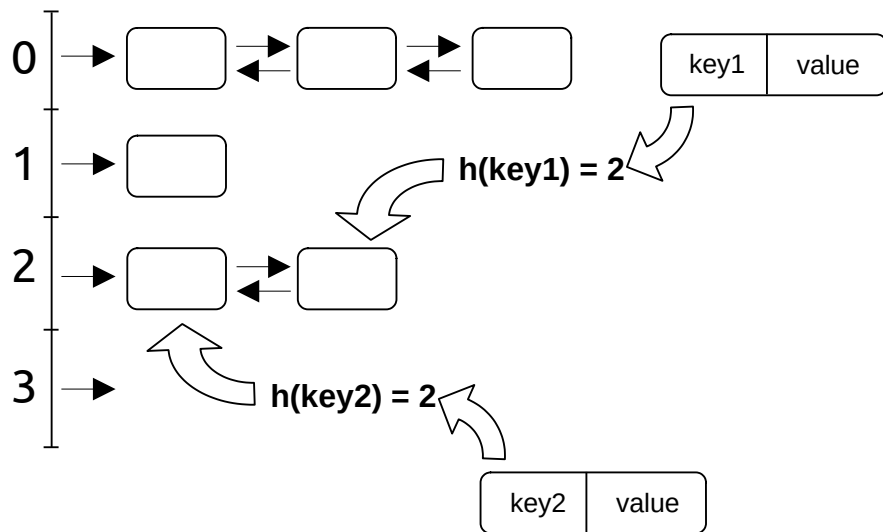 0
key1 value
1
h(key1) = 2
2
3
h(key2) = 2
key2 value